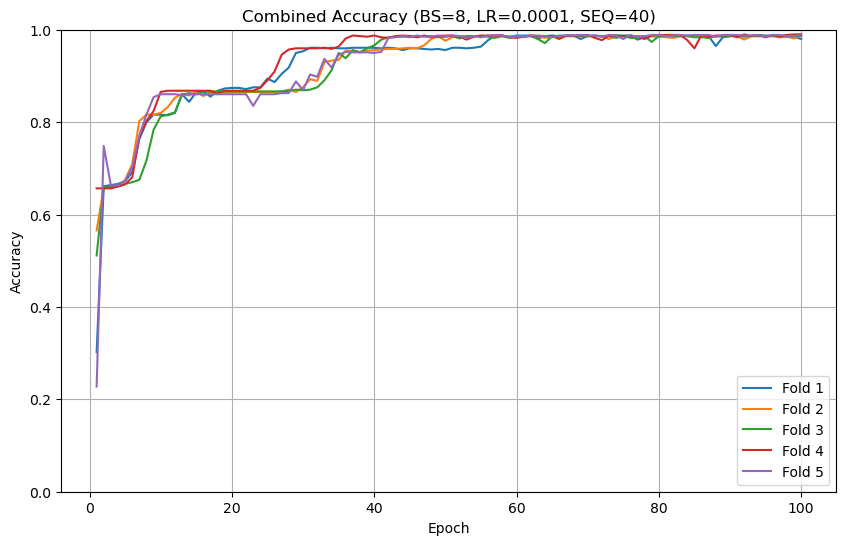 Combined Accuracy (BS=8, LR=0.0001, SEQ=40)
1.0
0.8
0.6
0.4
0.2
0.0
Accuracy
0 20 40 60 80 100
Epoch
Fold 1
Fold 2
Fold 3
Fold 4
Fold 5